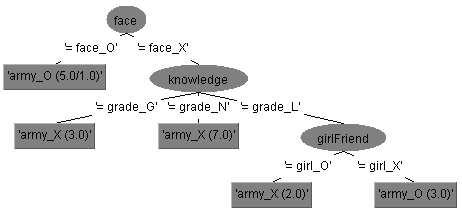 face
'= face_O' '= face_X'
'army_O (5.0/1.0)' knowledge
'= grade_G' '= grade_N' '= grade_L'
'army_X (3.0)' 'army_X (7.0)' girlFriend
'= girl_O' '= girl_X'
'army_X (2.0)' 'army_O (3.0)'